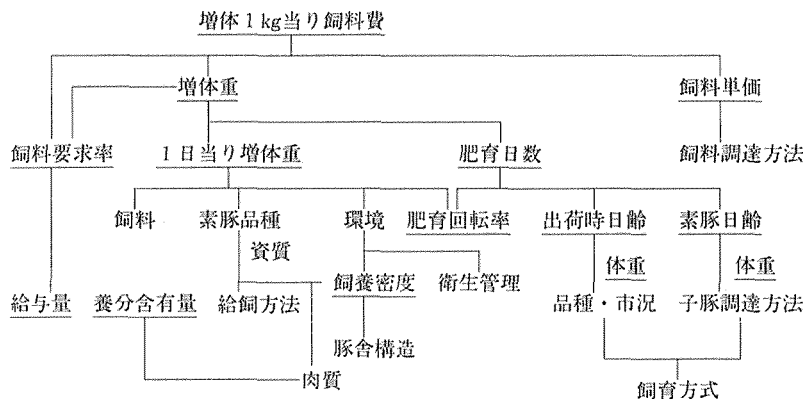 増体1kg当り飼料費
増体重
飼料単価
飼料要求率
1日当り増体重
肥育日数
飼料調達方法
飼料
素豚品種
資質
環境
肥育回転率
出荷時日齢
体重
素豚日齢
体重
給与量
養分含有量
給飼方法
飼養密度
衛生管理
品種・市況
子豚調達方法
豚舎構造
肉質
飼育方式